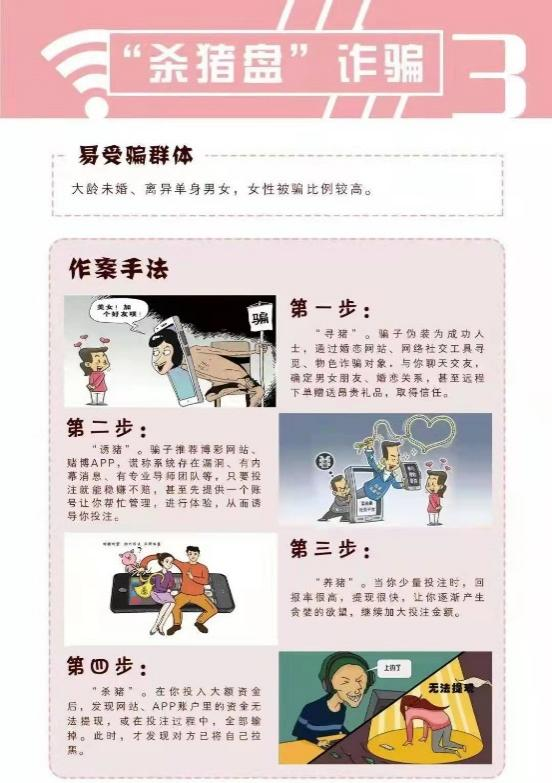 “杀猪盘”诈骗
3
易受骗群体
大龄未婚、离异单身男女，女性被骗比例较高。
作案手法
美女！加
个好友呗！
骗
第一步：
“寻猪”。骗子伪装为成功人
士，通过婚恋网站、网络社交工具寻
觅、物色诈骗对象，与你聊天交友，
确定男女朋友、婚恋关系，甚至远程
下单赠送昂贵礼品，取得信任。
第二步：
“诱猪”。骗子推荐博彩网站、
赌博APP，谎称系统存在漏洞、有内
幕消息、有专业导师团队等，只要投
注就能稳赚不赔，甚至先提供一个账
号让你帮忙管理，进行体验，从而诱
导你投注。
第三步：
“养猪”。当你少量投注时，回
报率很高，提现很快，让你逐渐产生
贪婪的欲望，继续加大投注金额。
第四步：
“杀猪”。在你投入大额资金
后，发现网站、APP账户里的资金无
法提现，或在投注过程中，全部输
掉。此时，才发现对方已将自己拉
黑。
上钩了
无法提现